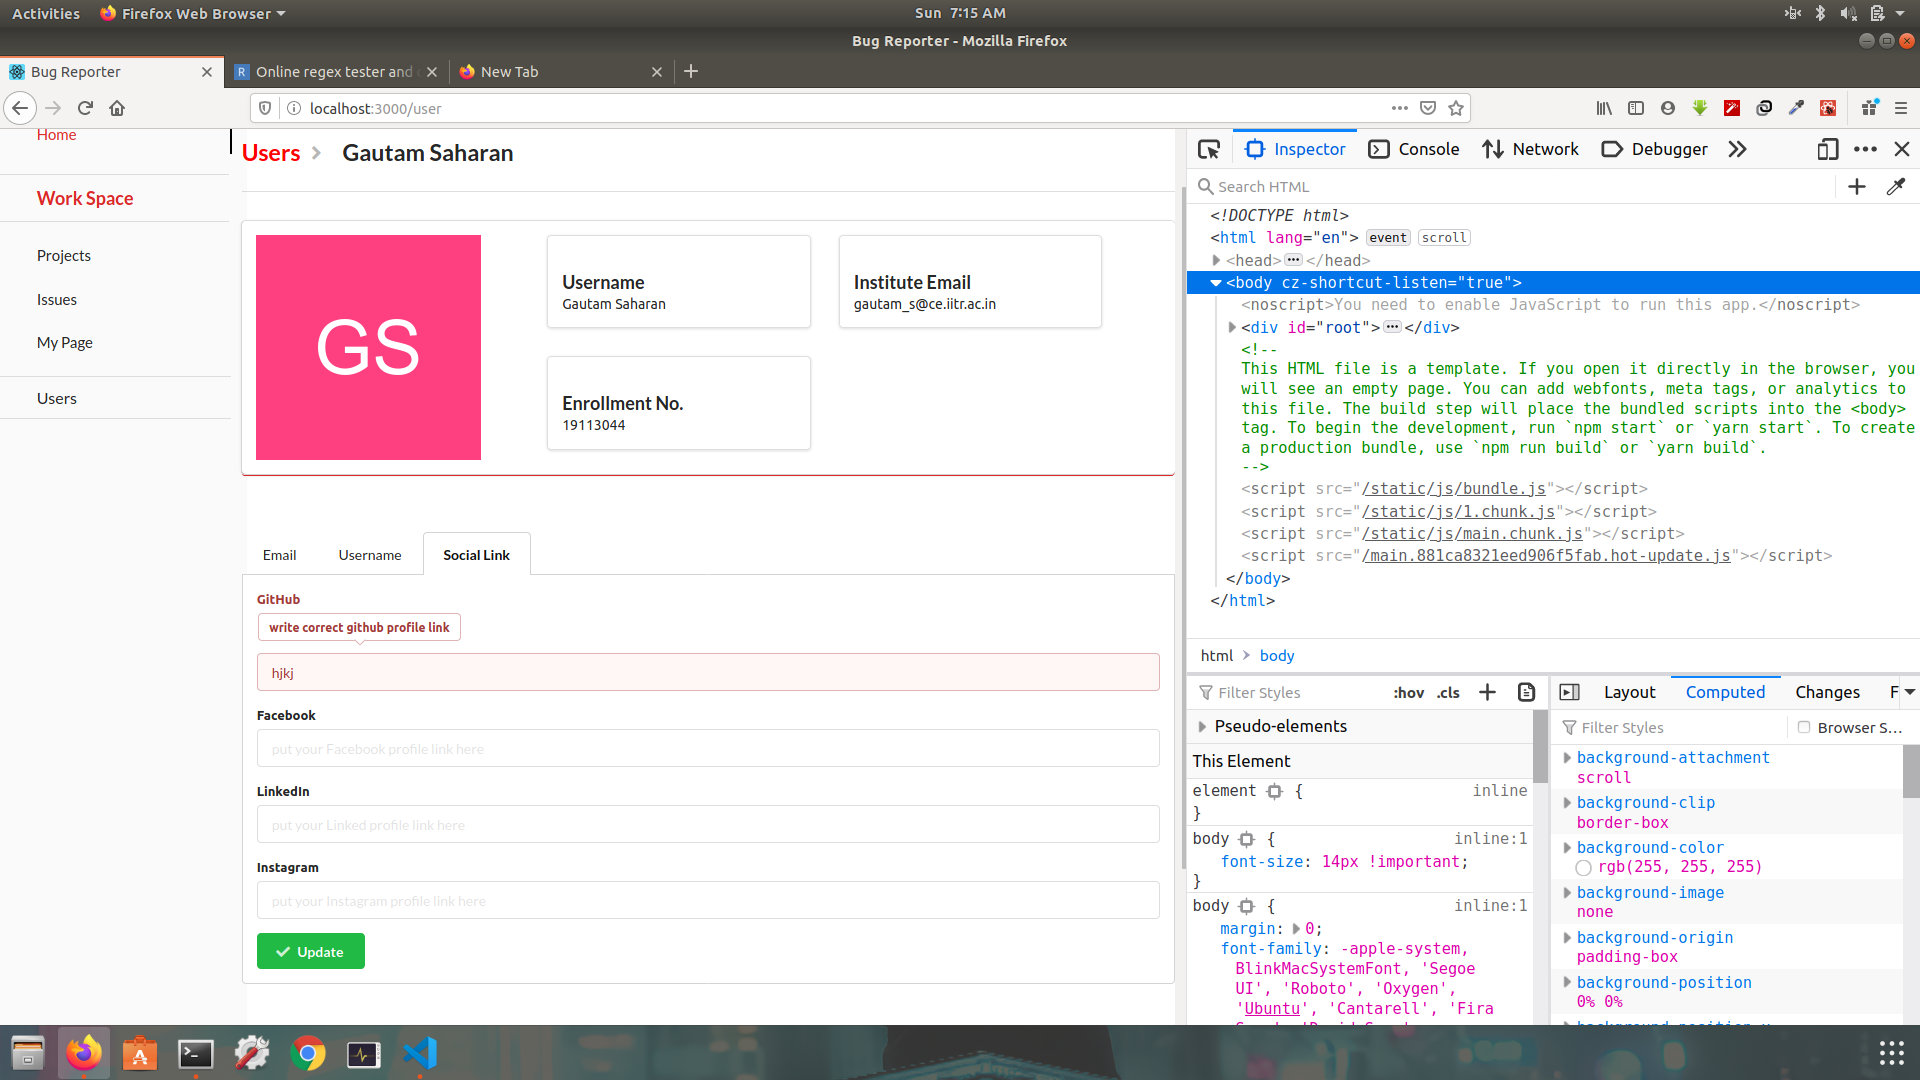 Activities
Firefox Web Browser
Sun 7:15 AM
Bug Reporter - Mozilla Firefox
Bug Reporter
Online regex tester and
New Tab
localhost:3000/user
Home
Work Space
Projects
Issues
My Page
Users
Users
Gautam Saharan
GS
Username
Gautam Saharan
Institute Email
gautam_s@ce.iitr.ac.in
Enrollment No.
19113044
Email
Username
Social Link
GitHub
write correct github profile link
hjkj
Facebook
put your Facebook profile link here
LinkedIn
put your Linked profile link here
Instagram
put your Instagram profile link here
Update
Inspector
Console
Network
Debugger
Search HTML
<!DOCTYPE html>
<html lang="en"> event scroll
<head>•••</head>
<body cz-shortcut-listen="true">
<noscript>You need to enable JavaScript to run this app.</noscript>
<div id="root">•••</div>
<!--
This HTML file is a template. If you open it directly in the browser, you
will see an empty page. You can add webfonts, meta tags, or analytics to
this file. The build step will place the bundled scripts into the <body>
tag. To begin the development, run `npm start` or `yarn start`. To create
a production bundle, use `npm run build` or `yarn build`.
-->
<script src="/static/js/bundle.js"></script>
<script src="/static/js/1.chunk.js"></script>
<script src="/static/js/main.chunk.js"></script>
<script src="/main.881ca8321eed906f5fab.hot-update.js"></script>
</body>
</html>
html
body
Filter Styles
:hov
.cls
Pseudo-elements
This Element
element {
inline
}
body {
inline:1
font-size: 14px !important;
}
body {
inline:1
margin: 0;
font-family: -apple-system,
BlinkMacSystemFont, 'Segoe
UI', 'Roboto', 'Oxygen',
'Ubuntu', 'Cantarell', 'Fira
Layout
Computed
Changes
F
Filter Styles
Browser S...
background-attachment
scroll
background-clip
border-box
background-color
rgb(255, 255, 255)
background-image
none
background-origin
padding-box
background-position
0% 0%